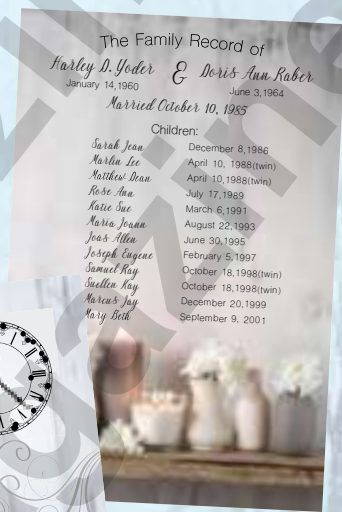 The Family Record of
Harley D. Yoder & Doris Ann Raber
January 14,1960 June 3,1964
Married October 10, 1985
Children:
Sarah Jean December 8,1986
Marlin Lee April 10, 1988(twin)
Matthew Dean April 10,1988(twin)
Rose Ann July 17,1989
Katie Sue March 6,1991
Maria Joann August 22,1993
Joas Allen June 30,1995
Joseph Eugene February 5,1997
Samuel Ray October 18,1998(twin)
Suellen Kay October 18,1998(twin)
Marcus Jay December 20,1999
Mary Beth September 9, 2001